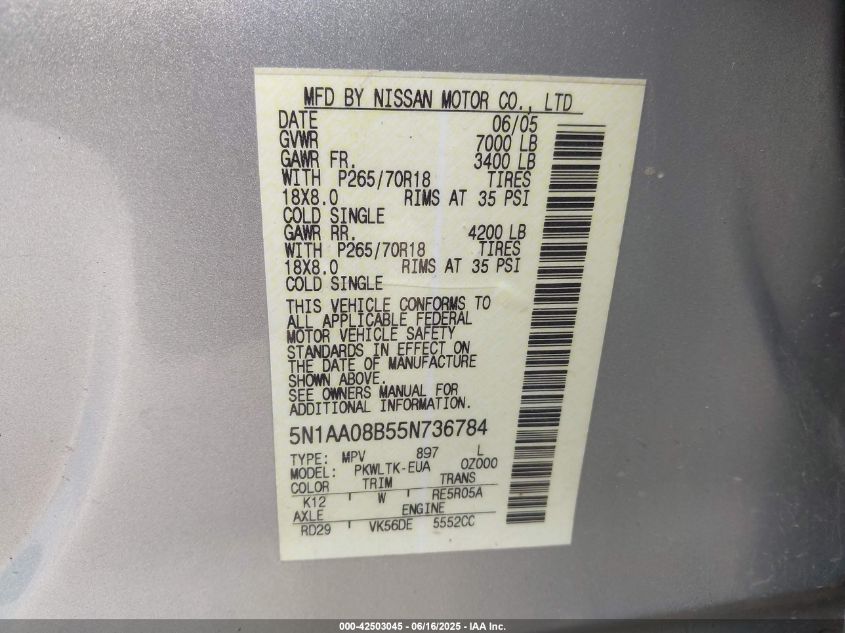 MFD BY NISSAN MOTOR CO., LTD
DATE 06/05
GVWR 7000 LB
GAWR FR. 3400 LB
WITH P265/70R18 TIRES
18X8.0 RIMS AT 35 PSI
COLD SINGLE
GAWR RR. 4200 LB
WITH P265/70R18 TIRES
18X8.0 RIMS AT 35 PSI
COLD SINGLE
THIS VEHICLE CONFORMS TO
ALL APPLICABLE FEDERAL
MOTOR VEHICLE SAFETY
STANDARDS IN EFFECT ON
THE DATE OF MANUFACTURE
SHOWN ABOVE.
SEE OWNERS MANUAL FOR
ADDITIONAL INFORMATION
5N1AA08B55N736784
TYPE: MPV 897 L
MODEL: PKWLTK-EUA 0Z000
COLOR TRIM TRANS
K12 W RE5R05A
AXLE ENGINE
RD29 VK56DE 5552CC
000-42503045 - 06/16/2025 - IAA Inc.